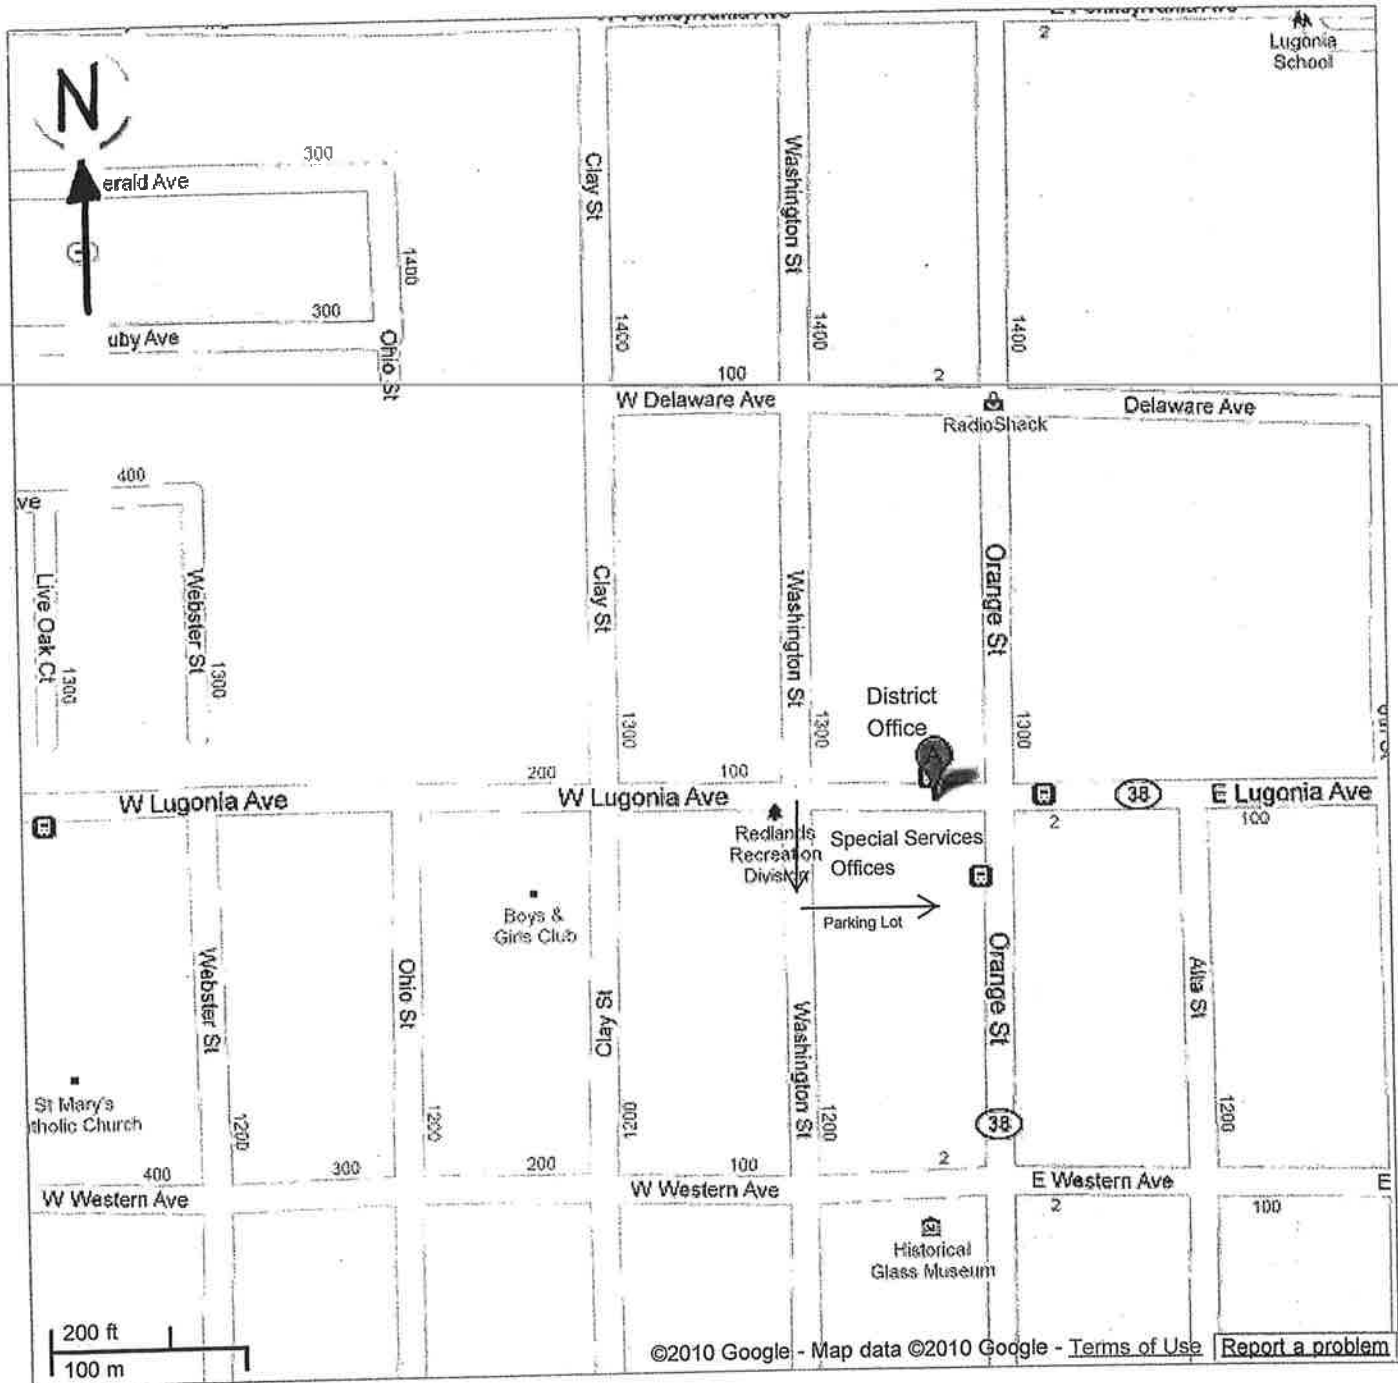 E Pennsylvania Ave
2
Lugonia
School
N
300
erald Ave
1400
300
uby Ave
Ohio St
Clay St
1400
Washington St
1400
1400
100
2
W Delaware Ave
RadioShack
Delaware Ave
400
ve
Live Oak Ct
1300
Webster St
1300
Clay St
1300
Washington St
1300
Orange St
1300
District
Office
A
200
100
W Lugonia Ave
W Lugonia Ave
38
E Lugonia Ave
2
100
Redlands
Recreation
Division
Special Services
Offices
Parking Lot
Boys &
Girls Club
Webster St
1200
Ohio St
1200
Clay St
1200
Washington St
1200
Orange St
38
Alta St
1200
St Mary's
tholic Church
400
300
200
100
2
W Western Ave
W Western Ave
E Western Ave
E
2
100
Historical
Glass Museum
200 ft
100 m
©2010 Google - Map data ©2010 Google - Terms of Use
Report a problem